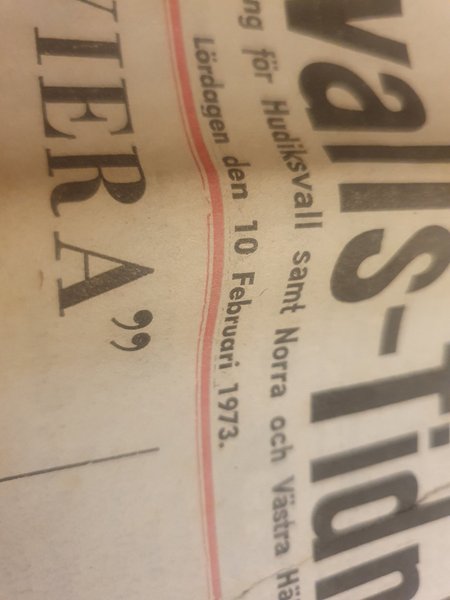 valls-Tidn
ng för Hudiksvall samt Norra och Västra Hä
Lördagen den 10 Februari 1973.
VIERA”